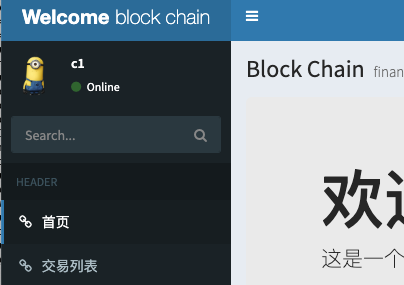 Welcome block chain
c1
Online
Search...
HEADER
首页
交易列表
Block Chain finan
欢迎
这是一个